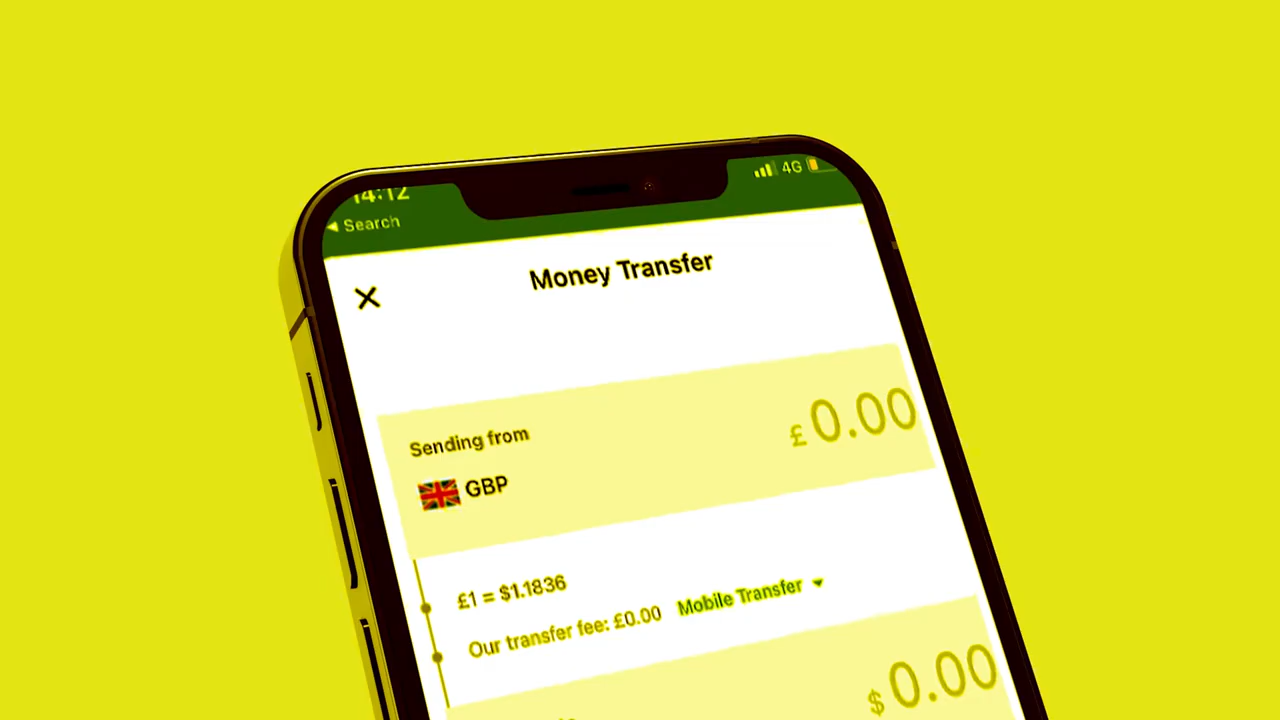 14:12
4G
◀ Search
Money Transfer
Sending from
£ 0.00
GBP
£1 = $1.1836
Our transfer fee: £0.00 Mobile Transfer
$ 0.00